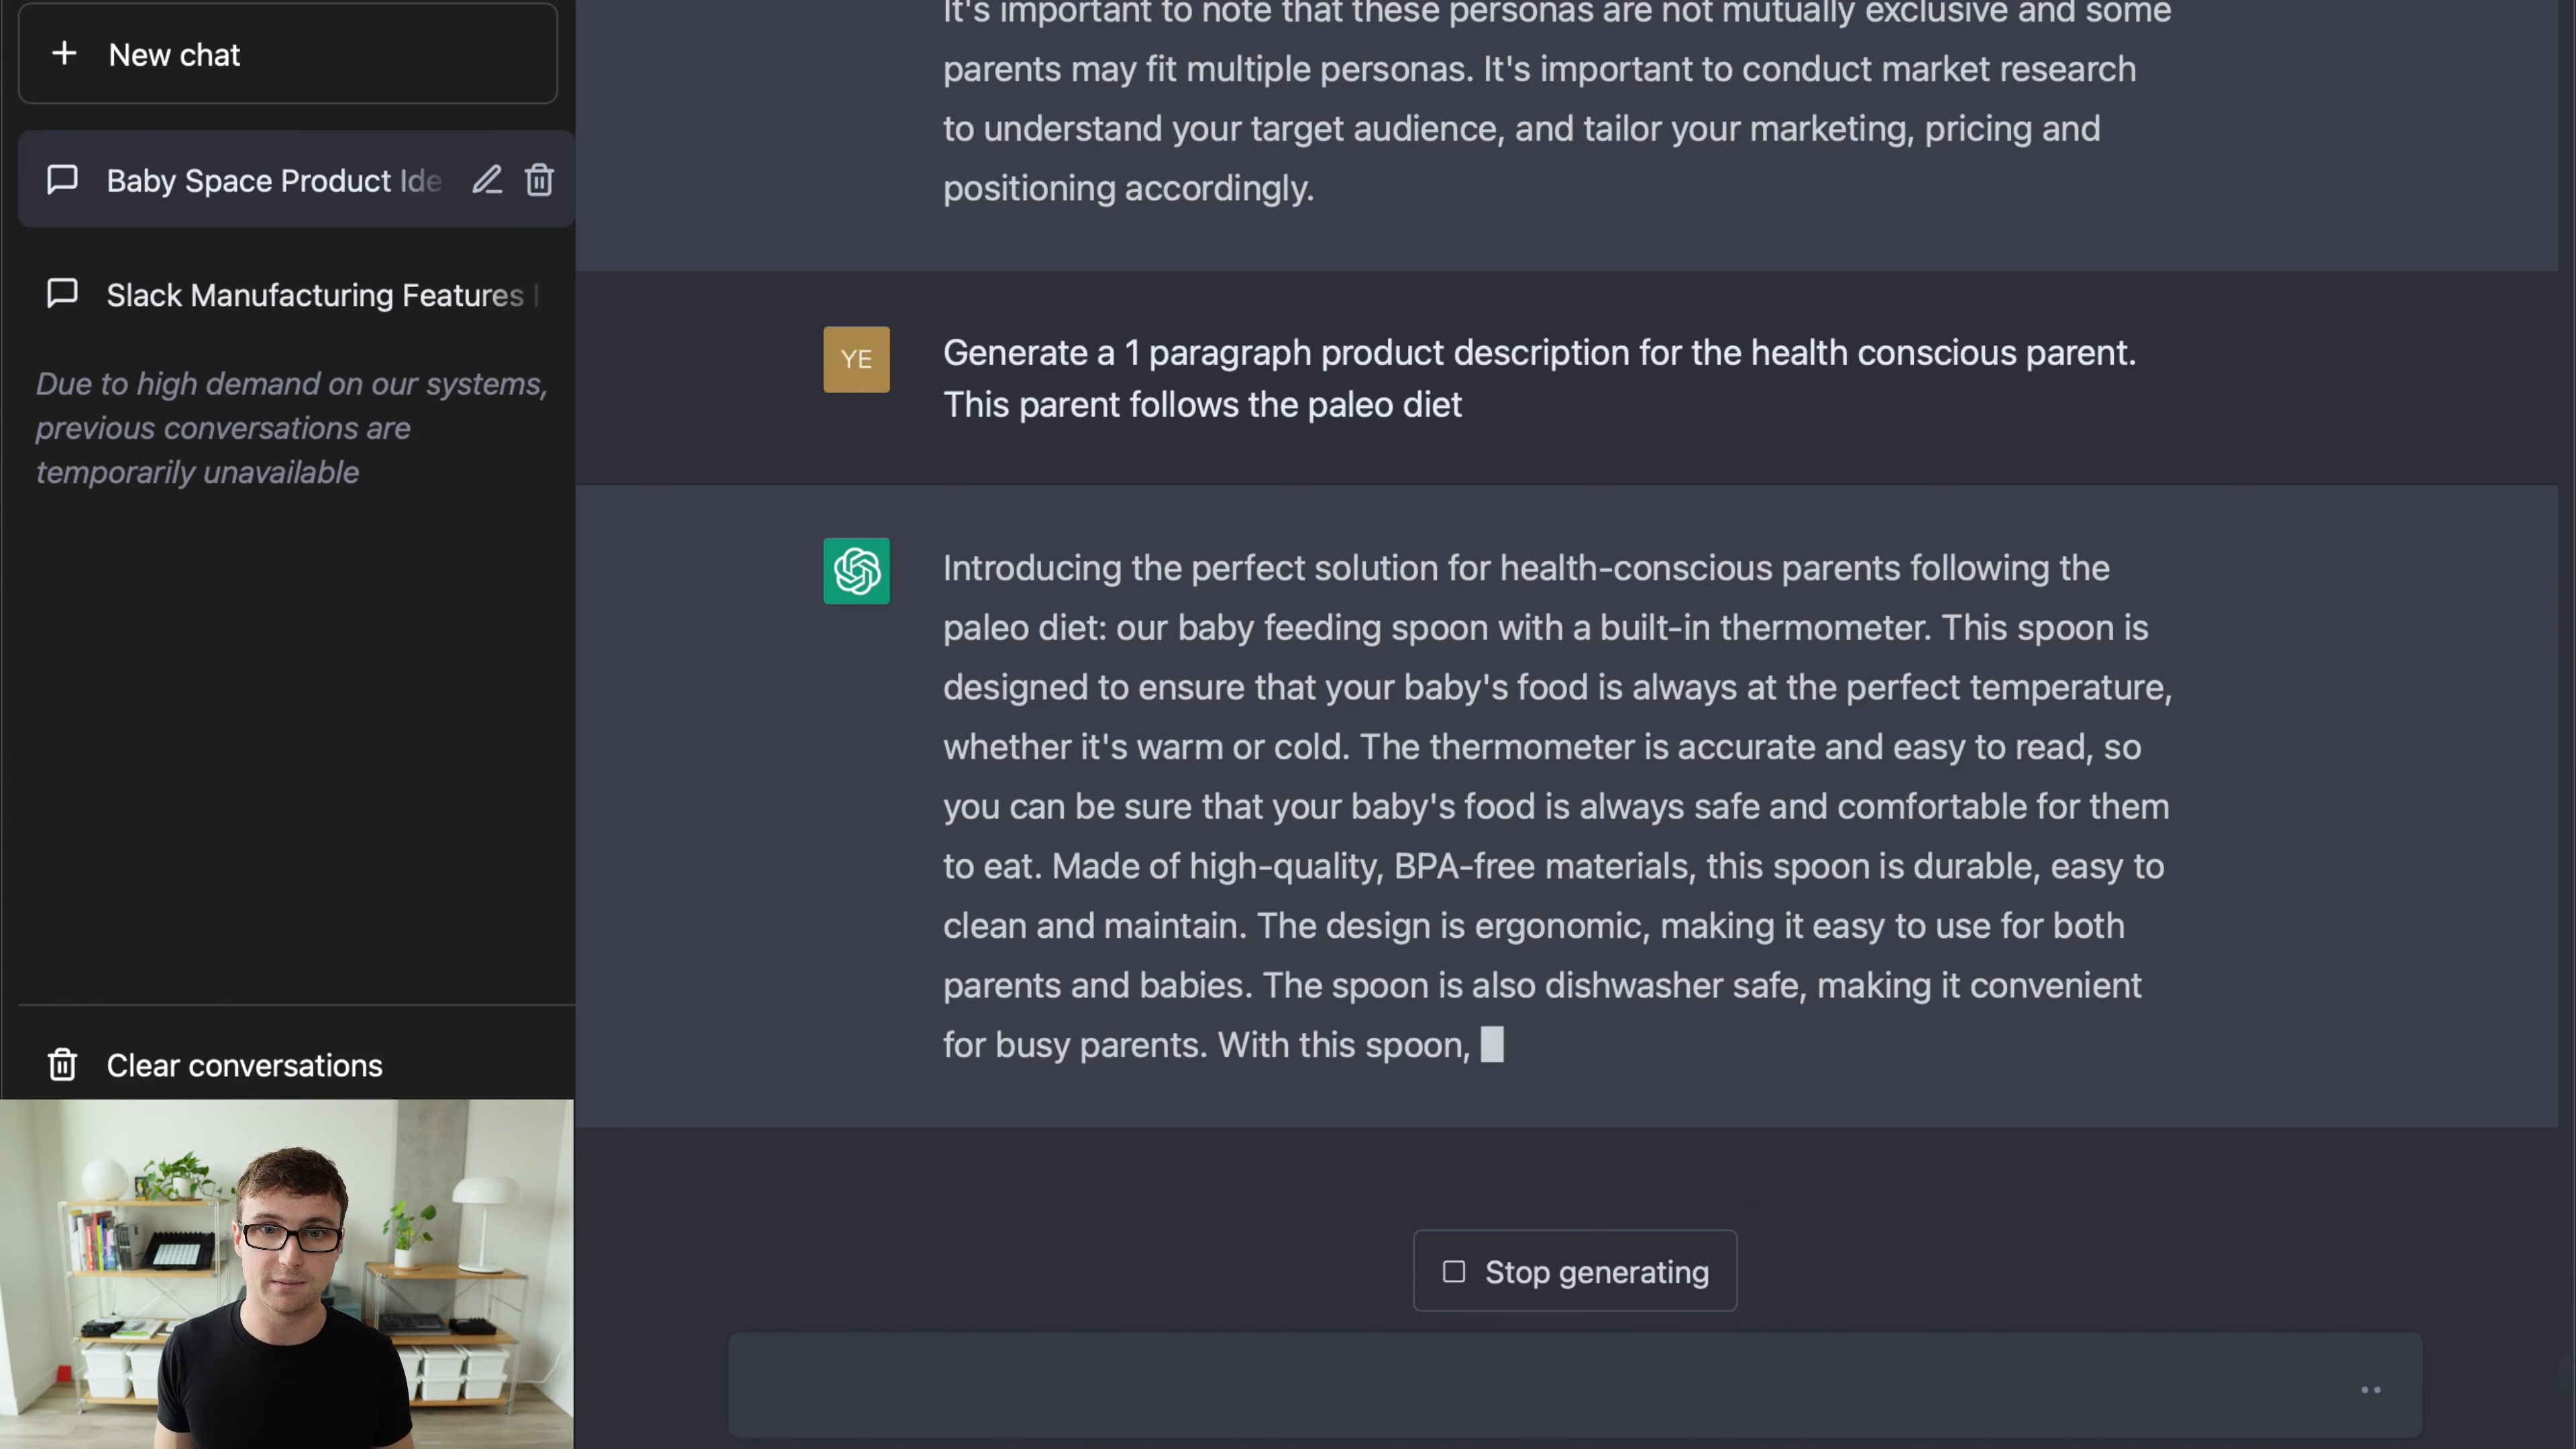 New chat
Baby Space Product Ide
Slack Manufacturing Features
Due to high demand on our systems,
previous conversations are
temporarily unavailable
Clear conversations
It's important to note that these personas are not mutually exclusive and some
parents may fit multiple personas. It's important to conduct market research
to understand your target audience, and tailor your marketing, pricing and
positioning accordingly.
YE
Generate a 1 paragraph product description for the health conscious parent.
This parent follows the paleo diet
Introducing the perfect solution for health-conscious parents following the
paleo diet: our baby feeding spoon with a built-in thermometer. This spoon is
designed to ensure that your baby's food is always at the perfect temperature,
whether it's warm or cold. The thermometer is accurate and easy to read, so
you can be sure that your baby's food is always safe and comfortable for them
to eat. Made of high-quality, BPA-free materials, this spoon is durable, easy to
clean and maintain. The design is ergonomic, making it easy to use for both
parents and babies. The spoon is also dishwasher safe, making it convenient
for busy parents. With this spoon,
Stop generating